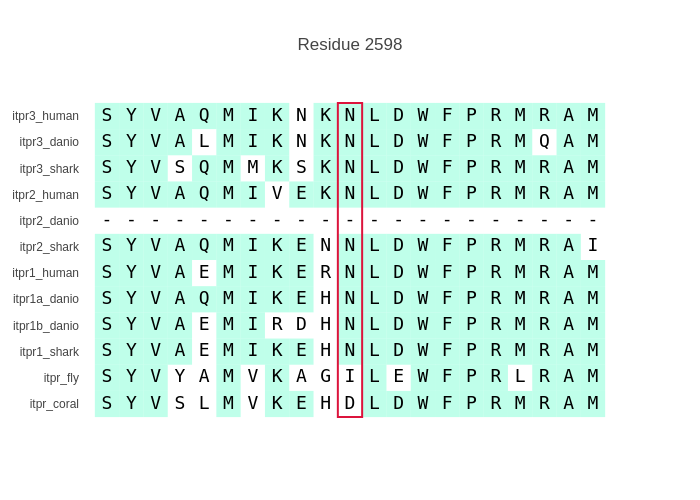 Residue 2598
itpr3_human S Y V A Q M I K N K N L D W F P R M R A M
itpr3_danio S Y V A L M I K N K N L D W F P R M Q A M
itpr3_shark S Y V S Q M M K S K N L D W F P R M R A M
itpr2_human S Y V A Q M I V E K N L D W F P R M R A M
itpr2_danio - - - - - - - - - - - - - - - - - - - - -
itpr2_shark S Y V A Q M I K E N N L D W F P R M R A I
itpr1_human S Y V A E M I K E R N L D W F P R M R A M
itpr1a_danio S Y V A Q M I K E H N L D W F P R M R A M
itpr1b_danio S Y V A E M I R D H N L D W F P R M R A M
itpr1_shark S Y V A E M I K E H N L D W F P R M R A M
itpr_fly S Y V Y A M V K A G I L E W F P R L R A M
itpr_coral S Y V S L M V K E H D L D W F P R M R A M